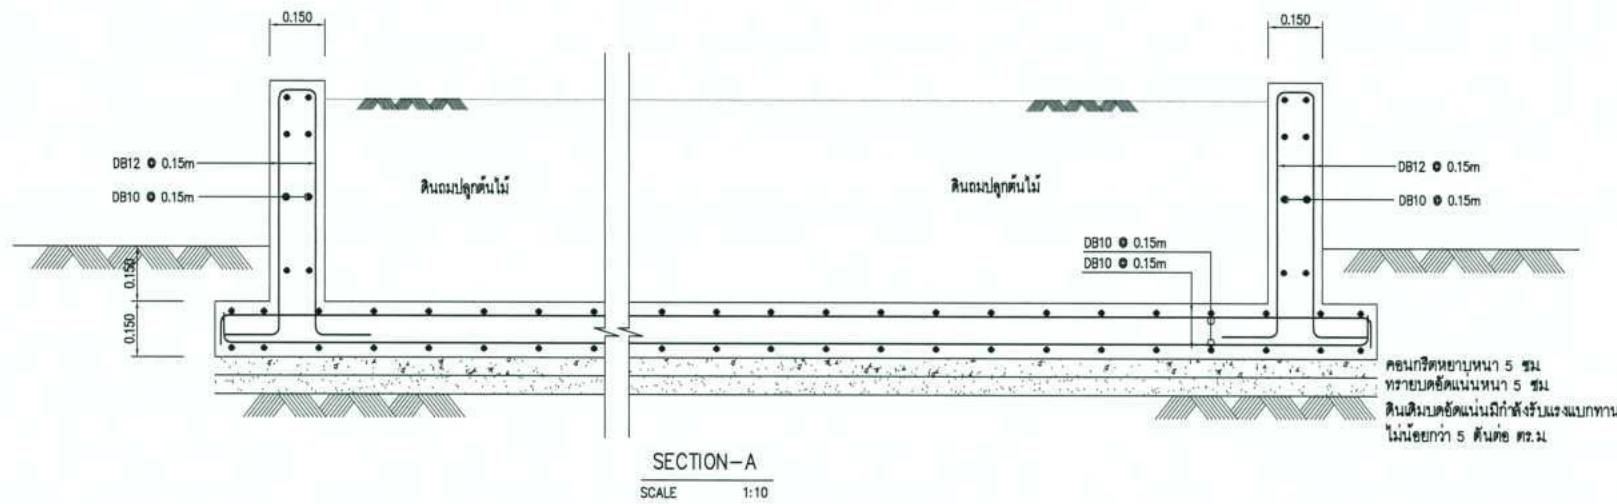 0.150
0.150
DB12 @ 0.15m
DB10 @ 0.15m
ดินถมปลูกต้นไม้
ดินถมปลูกต้นไม้
DB12 @ 0.15m
DB10 @ 0.15m
DB10 @ 0.15m
DB10 @ 0.15m
0.150
0.150
คอนกรีตหยาบหนา 5 ซม.
ทรายบดอัดแน่นหนา 5 ซม.
ดินเดิมบดอัดแน่นมีกำลังรับแรงแบกทาน
ไม่น้อยกว่า 5 ตันต่อ ตร.ม.
SECTION-A
SCALE 1:10